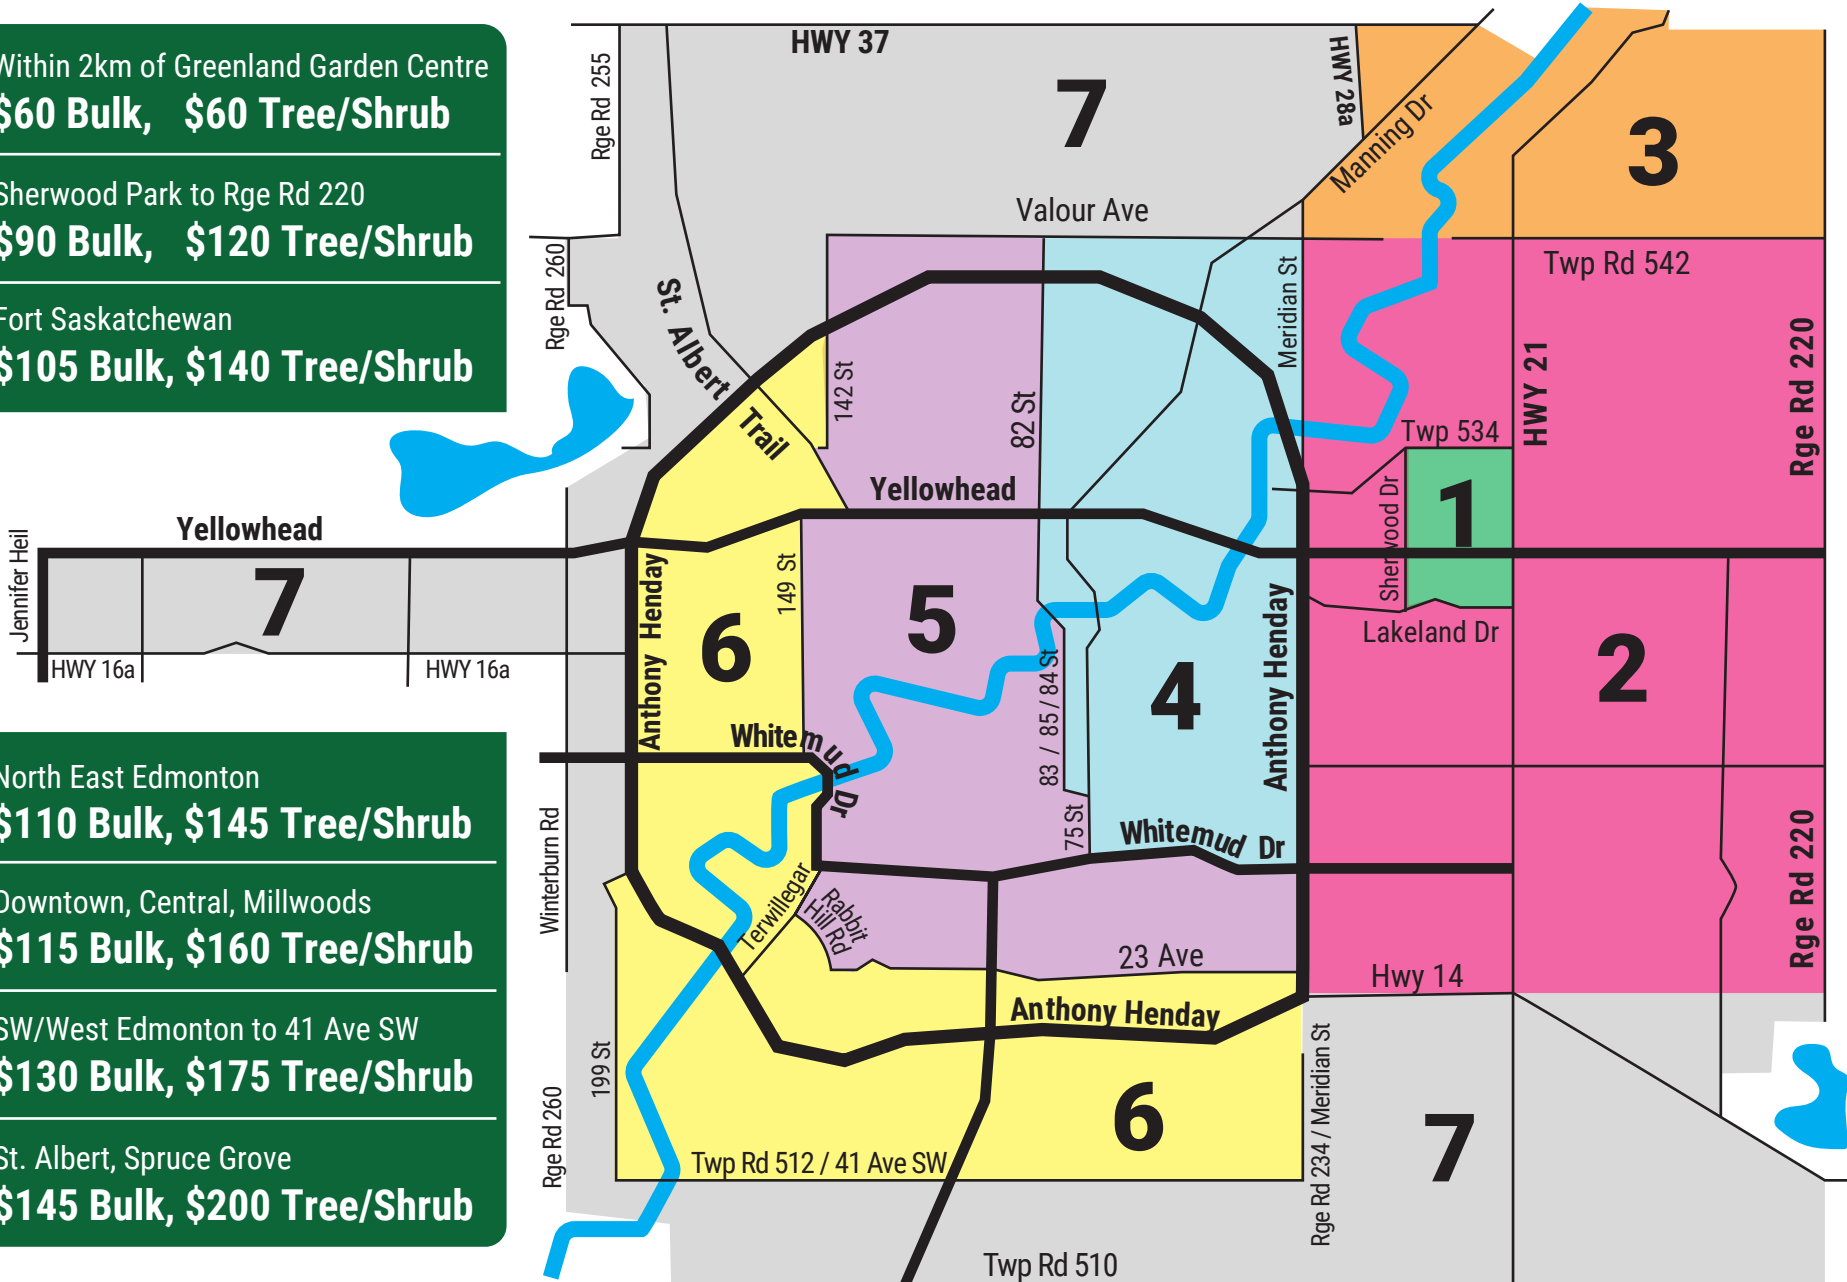 Within 2km of Greenland Garden Centre
$60 Bulk, $60 Tree/Shrub
Sherwood Park to Rge Rd 220
$90 Bulk, $120 Tree/Shrub
Fort Saskatchewan
$105 Bulk, $140 Tree/Shrub
North East Edmonton
$110 Bulk, $145 Tree/Shrub
Downtown, Central, Millwoods
$115 Bulk, $160 Tree/Shrub
SW/West Edmonton to 41 Ave SW
$130 Bulk, $175 Tree/Shrub
St. Albert, Spruce Grove
$145 Bulk, $200 Tree/Shrub
HWY 37
Rge Rd 255
7
HWY 28a
Manning Dr
3
Valour Ave
Rge Rd 260
St. Albert Trail
142 St
82 St
Meridian St
Twp Rd 542
HWY 21
Rge Rd 220
Twp 534
Sherwood Dr
1
Yellowhead
Yellowhead
Jennifer Heil
7
HWY 16a
HWY 16a
Anthony Henday
149 St
6
5
83 / 85 / 84 St
4
Anthony Henday
Lakeland Dr
2
Whitemud Dr
75 St
Whitemud Dr
Winterburn Rd
Terwillegar
Rabbit
Hill Rd
23 Ave
Hwy 14
Rge Rd 220
Anthony Henday
199 St
Rge Rd 260
6
Rge Rd 234 / Meridian St
7
Twp Rd 512 / 41 Ave SW
Twp Rd 510